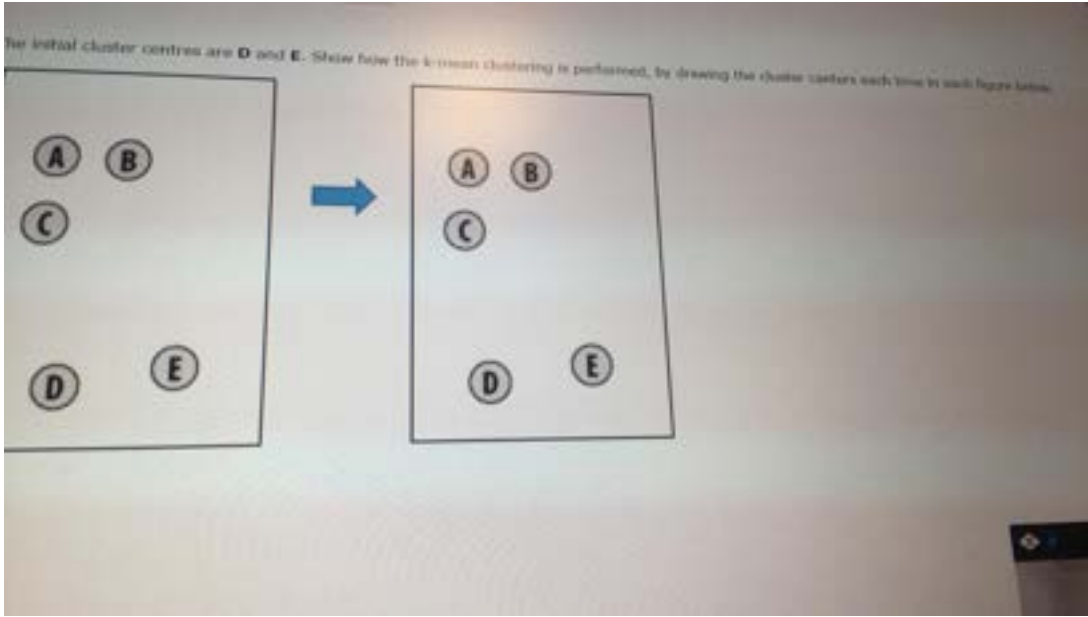 The initial cluster centres are D and E. Show how the k-mean clustering is performed, by drawing the cluster centers each time in each figure below.
A B
C
D E
A B
C
D E